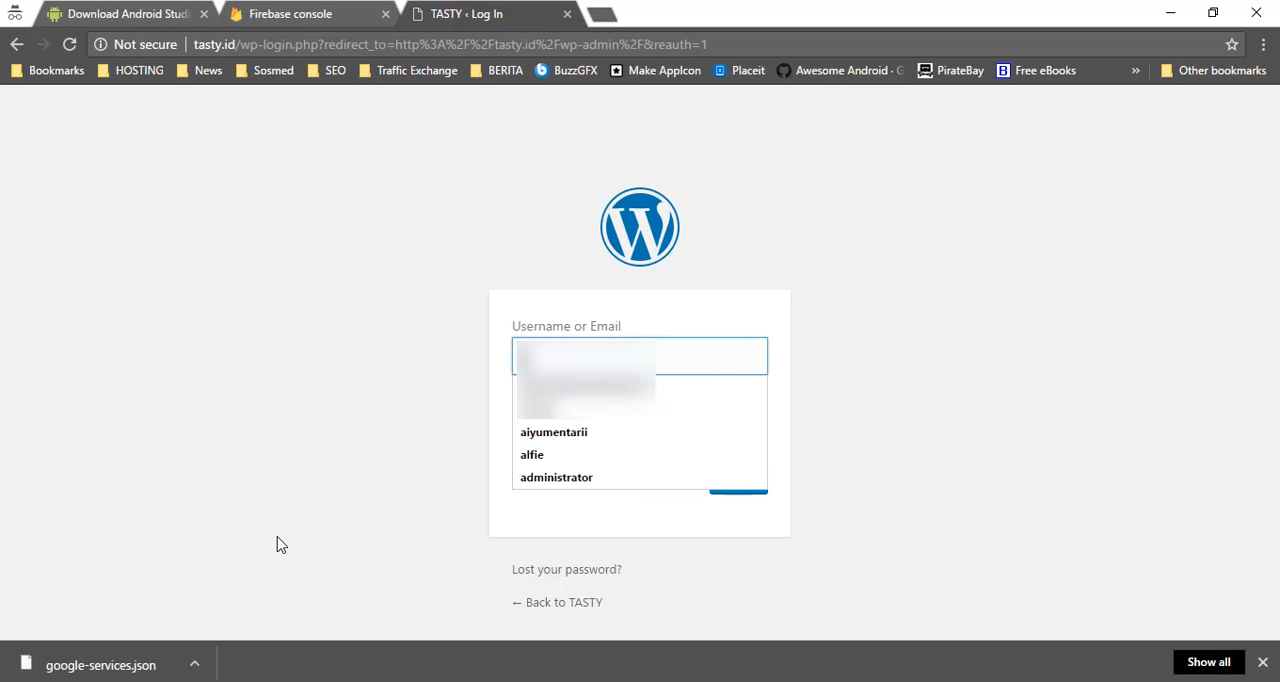 Download Android Studi
Firebase console
TASTY ‹ Log In
Not secure
tasty.id/wp-login.php?redirect_to=http%3A%2F%2Ftasty.id%2Fwp-admin%2F&reauth=1
Bookmarks
HOSTING
News
Sosmed
SEO
Traffic Exchange
BERITA
BuzzGFX
Make AppIcon
Placeit
Awesome Android · G
PirateBay
Free eBooks
»
Other bookmarks
Username or Email
aiyumentarii
alfie
administrator
Lost your password?
← Back to TASTY
google-services.json
Show all